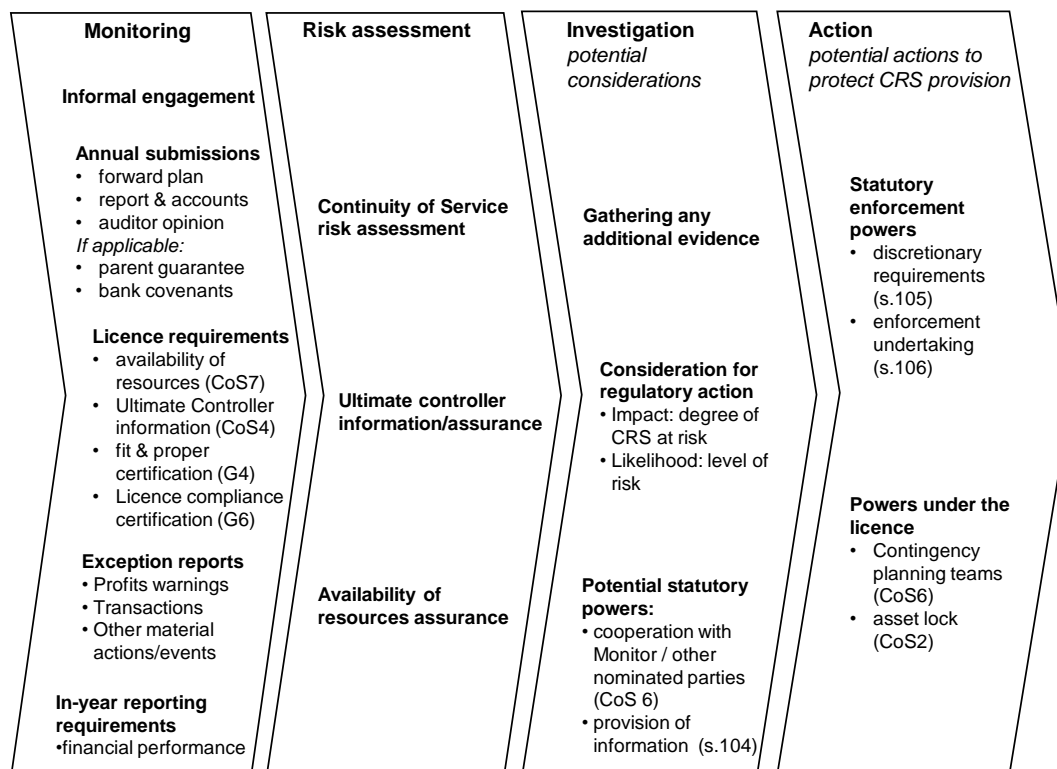 Monitoring
Informal engagement
Annual submissions
• forward plan
• report & accounts
• auditor opinion
If applicable:
• parent guarantee
• bank covenants
Licence requirements
• availability of
resources (CoS7)
• Ultimate Controller
information (CoS4)
• fit & proper
certification (G4)
• Licence compliance
certification (G6)
Exception reports
• Profits warnings
• Transactions
• Other material
actions/events
In-year reporting
requirements
•financial performance
Risk assessment
Continuity of Service
risk assessment
Ultimate controller
information/assurance
Availability of
resources assurance
Investigation
potential
considerations
Gathering any
additional evidence
Consideration for
regulatory action
• Impact: degree of
CRS at risk
• Likelihood: level of
risk
Potential statutory
powers:
• cooperation with
Monitor / other
nominated parties
(CoS 6)
• provision of
information (s.104)
Action
potential actions to
protect CRS provision
Statutory
enforcement
powers
• discretionary
requirements
(s.105)
• enforcement
undertaking
(s.106)
Powers under the
licence
• Contingency
planning teams
(CoS6)
• asset lock
(CoS2)